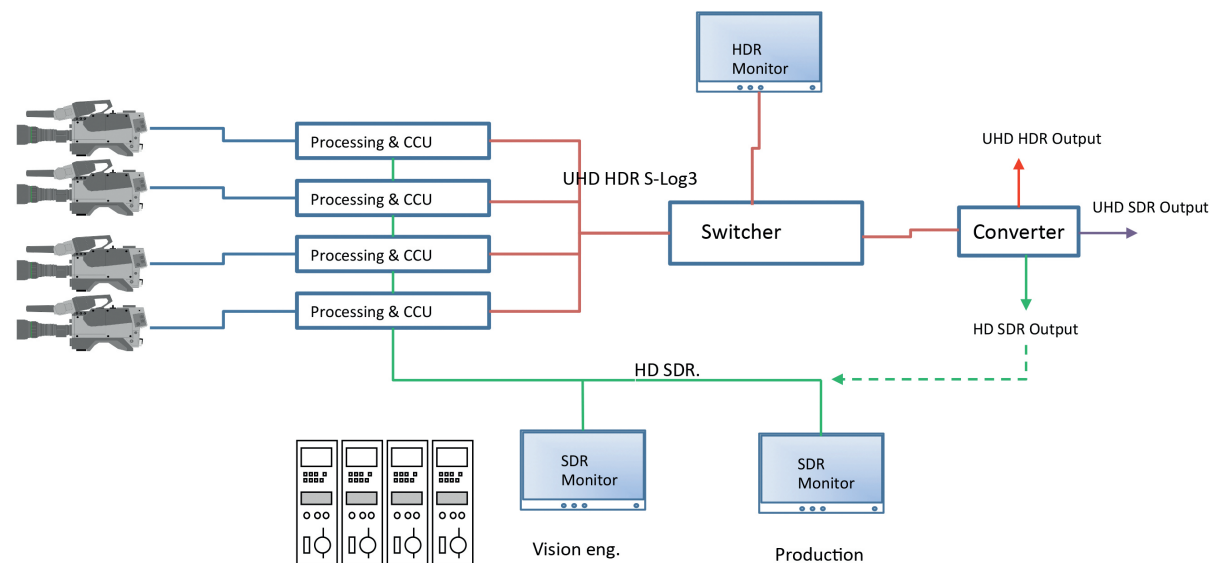 HDR
Monitor
UHD HDR Output
Processing & CCU
UHD HDR S-Log3
Processing & CCU
UHD SDR Output
Switcher
Converter
Processing & CCU
Processing & CCU
HD SDR Output
HD SDR.
SDR
Monitor
SDR
Monitor
Vision eng.
Production